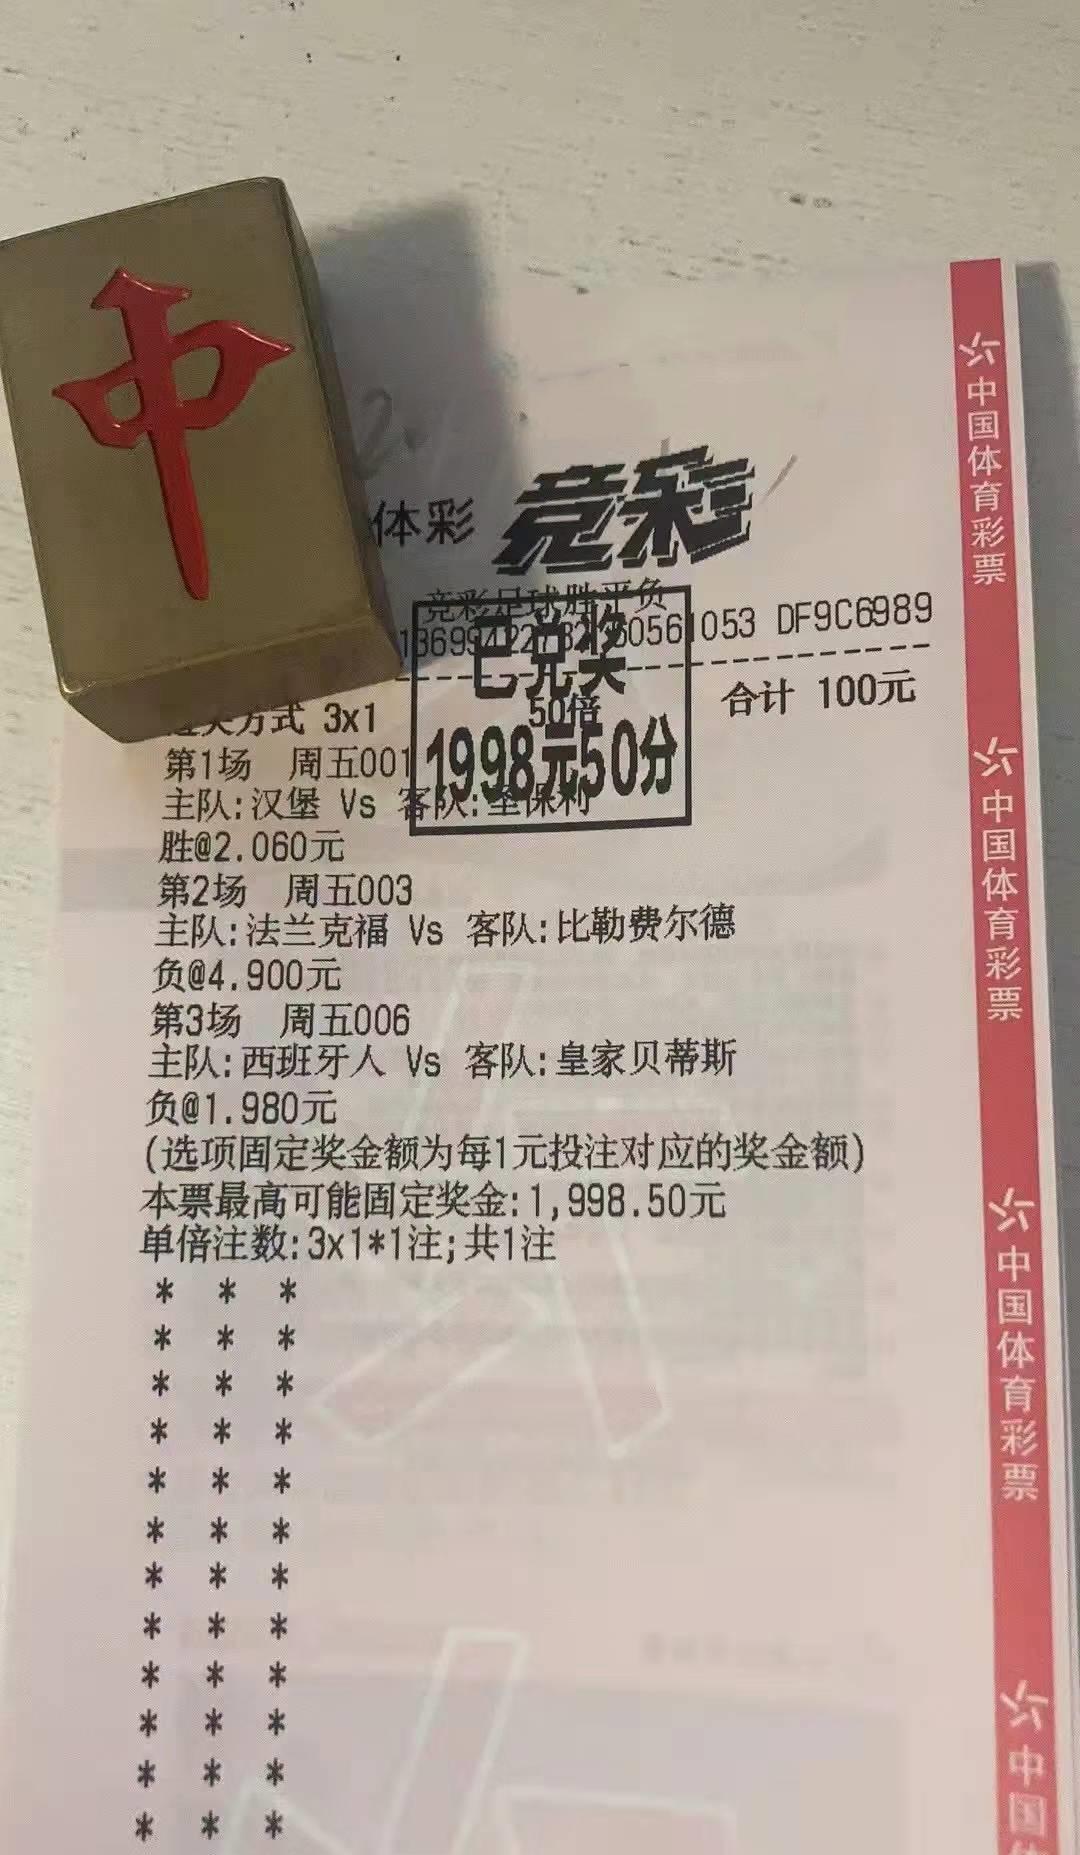 中
体彩 竞彩
竞彩足球胜平负
1053 DF9C6989
已兑奖
1998元50分
50倍 合计 100元
过关方式 3x1
第1场 周五001
主队:汉堡 Vs 客队:圣保利
胜@2.060元
第2场 周五003
主队:法兰克福 Vs 客队:比勒费尔德
负@4.900元
第3场 周五006
主队:西班牙人 Vs 客队:皇家贝蒂斯
负@1.980元
(选项固定奖金额为每1元投注对应的奖金额)
本票最高可能固定奖金:1,998.50元
单倍注数:3x1*1注;共1注
* * *
* * *
* * *
* * *
* * *
* * *
* * *
* * *
* * *
* * *
* * *
* * *
中国体育彩票
中国体育彩票
中国体育彩票
中国体